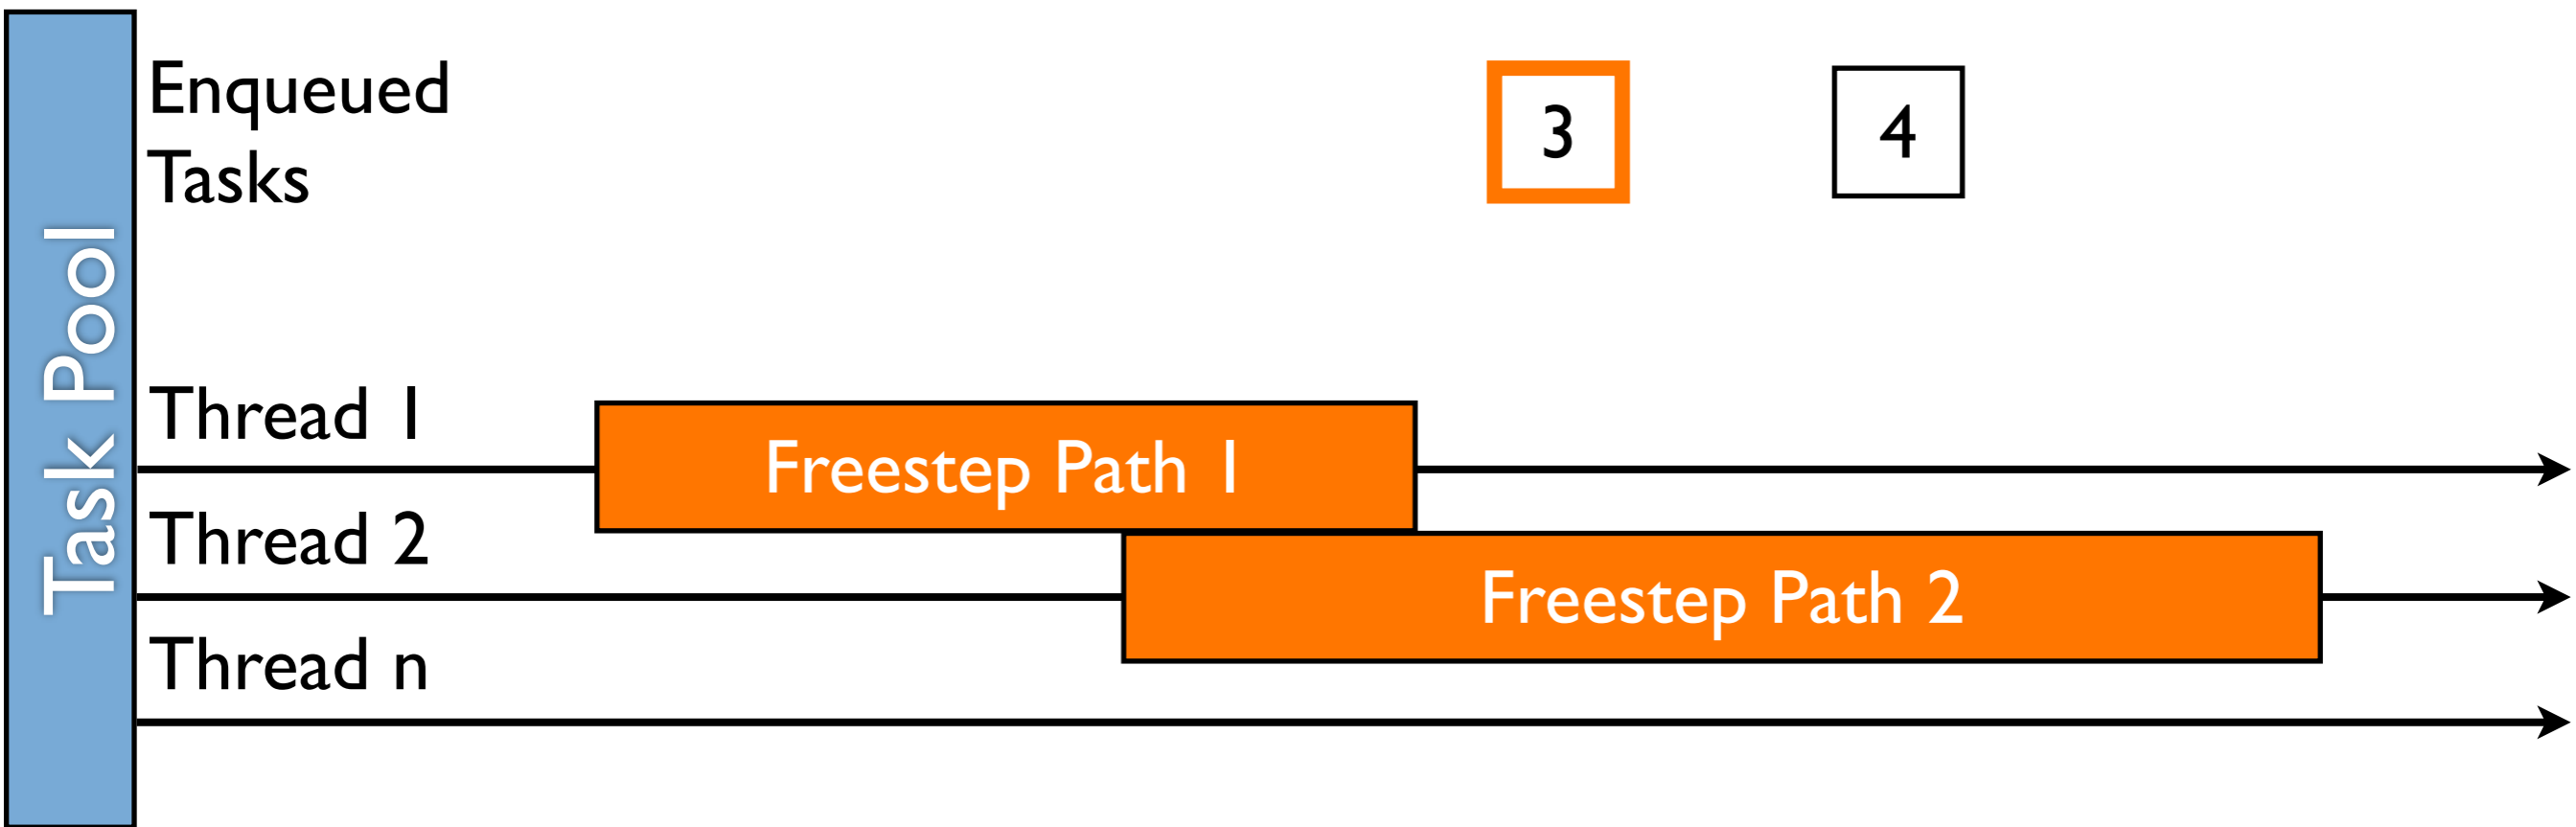 Task Pool
Enqueued
Tasks
3
4
Thread 1
Freestep Path 1
Thread 2
Freestep Path 2
Thread n